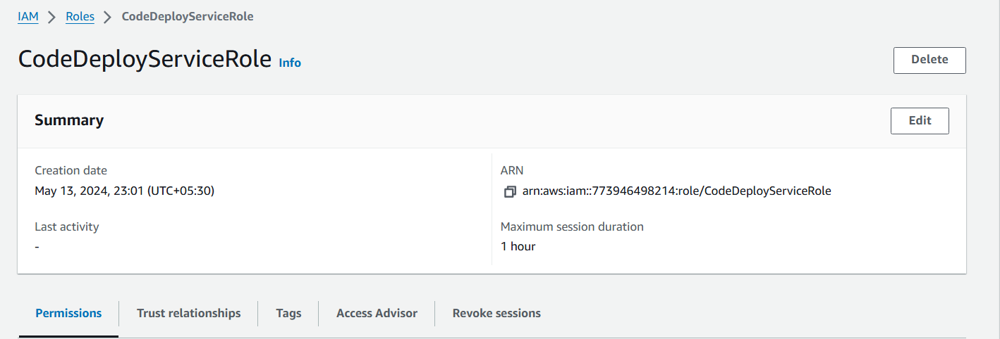 IAM > Roles > CodeDeployServiceRole
CodeDeployServiceRole Info
Delete
Summary
Edit
Creation date
May 13, 2024, 23:01 (UTC+05:30)
ARN
arn:aws:iam::773946498214:role/CodeDeployServiceRole
Last activity
-
Maximum session duration
1 hour
Permissions
Trust relationships
Tags
Access Advisor
Revoke sessions